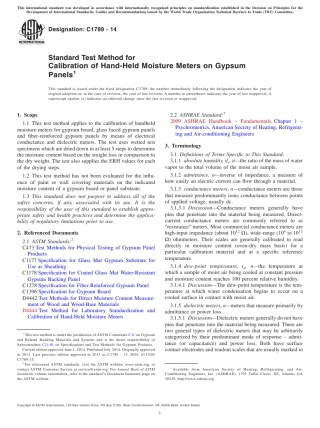 This international standard was developed in accordance with internationally recognized principles on standardization established in the Decision on Principles for the
Development of International Standards, Guides and Recommendations issued by the World Trade Organization Technical Barriers to Trade (TBT) Committee.
Designation: C1789 − 14
Standard Test Method for
Calibration of Hand-Held Moisture Meters on Gypsum
Panels1
This standard is issued under the fixed designation C1789; the number immediately following the designation indicates the year of
original adoption or, in the case of revision, the year of last revision. A number in parentheses indicates the year of last reapproval. A
superscript epsilon (ε) indicates an editorial change since the last revision or reapproval.
1. Scope
1.1 This test method applies to the calibration of handheld
moisture meters for gypsum board, glass faced gypsum panels
and fiber-reinforced gypsum panels by means of electrical
conductance and dielectric meters. The test uses wetted test
specimens which are dried down in at least 3 steps to determine
the moisture content based on the weight loss in comparison to
the dry weight. The test also supplies the ERH values for each
of the drying steps.
1.2 This test method has not been evaluated for the influ-
ence of paint or wall covering materials on the indicated
moisture content of a gypsum board or panel substrate.
1.3 This standard does not purport to address all of the
safety concerns, if any, associated with its use. It is the
responsibility of the user of this standard to establish appro-
priate safety and health practices and determine the applica-
bility of regulatory limitations prior to use.
2. Referenced Documents
2.1 ASTM Standards:2
C473 Test Methods for Physical Testing of Gypsum Panel
Products
C1177 Specification for Glass Mat Gypsum Substrate for
Use as Sheathing
C1178 Specification for Coated Glass Mat Water-Resistant
Gypsum Backing Panel
C1278 Specification for Fiber-Reinforced Gypsum Panel
C1396 Specification for Gypsum Board
D4442 Test Methods for Direct Moisture Content Measure-
ment of Wood and Wood-Based Materials
D4444 Test Method for Laboratory Standardization and
Calibration of Hand-Held Moisture Meters
1 This test method is under the jurisdiction of ASTM Committee C11 on Gypsum
and Related Building Materials and Systems and is the direct responsibility of
Subcommittee C11.01 on Specifications and Test Methods for Gypsum Products.
Current edition approved June 1, 2014. Published July 2014. Originally approved
in 2013. Last previous edition approved in 2013 as C1789 – 13. DOI: 10.1520/
C1789-14.
2 For referenced ASTM standards, visit the ASTM website, www.astm.org, or
contact ASTM Customer Service at service@astm.org. For Annual Book of ASTM
Standards volume information, refer to the standard's Document Summary page on
the ASTM website.
2.2 ASHRAE Standard:3
2009 ASHRAE Handbook – Fundamentals, Chapter 1 –
Psychrometrics, American Society of Heating, Refrigerat-
ing and Air-conditioning Engineers
3. Terminology
3.1 Definitions of Terms Specific to This Standard:
3.1.1 absolute humidity, dv, n—the ratio of the mass of water
vapor to the total volume of the moist air sample.
3.1.2 admittance, n—inverse of impedance, a measure of
how easily an electric current can flow through a material.
3.1.3 conductance meters, n—conductance meters are those
that measure predominantly ionic conductance between points
of applied voltage, usually dc.
3.1.3.1 Discussion—Conductance meters generally have
pins that penetrate into the material being measured. Direct-
current conductance meters are commonly referred to as
“resistance” meters. Most commercial conductance meters are
(Ω) ohmmeters. Their scales are generally calibrated to read
directly in moisture content (oven-dry mass basis) for a
particular calibration material and at a specific reference
temperature.
3.1.4 dew-point temperature, n—the temperature at
which a sample of moist air being cooled at constant pressure
and moisture content reaches 100 percent relative humidity.
3.1.4.1 Discussion—The dew-point temperature is the tem-
perature at which water condensation begins to occur on a
cooled surface in contact with moist air.
3.1.5 dielectric meters, n—meters that measure primarily by
admittance or power loss.
3.1.5.1 Discussion—Dielectric meters generally do not have
pins that penetrate into the material being measured. There are
two general types of dielectric meters that may be arbitrarily
categorized by their predominant mode of response – admit-
tance (or capacitance) and power loss. Both have surface
contact electrodes and readout scales that are usually marked in
3 Available from American Society of Heating, Refrigerating, and Air-
Conditioning Engineers, Inc. (ASHRAE), 1791 Tullie Circle, NE, Atlanta, GA
30329, http://www.ashrae.org.
Copyright © ASTM International, 100 Barr Harbor Drive, PO Box C700, West Conshohocken, PA 19428-2959. United States
1